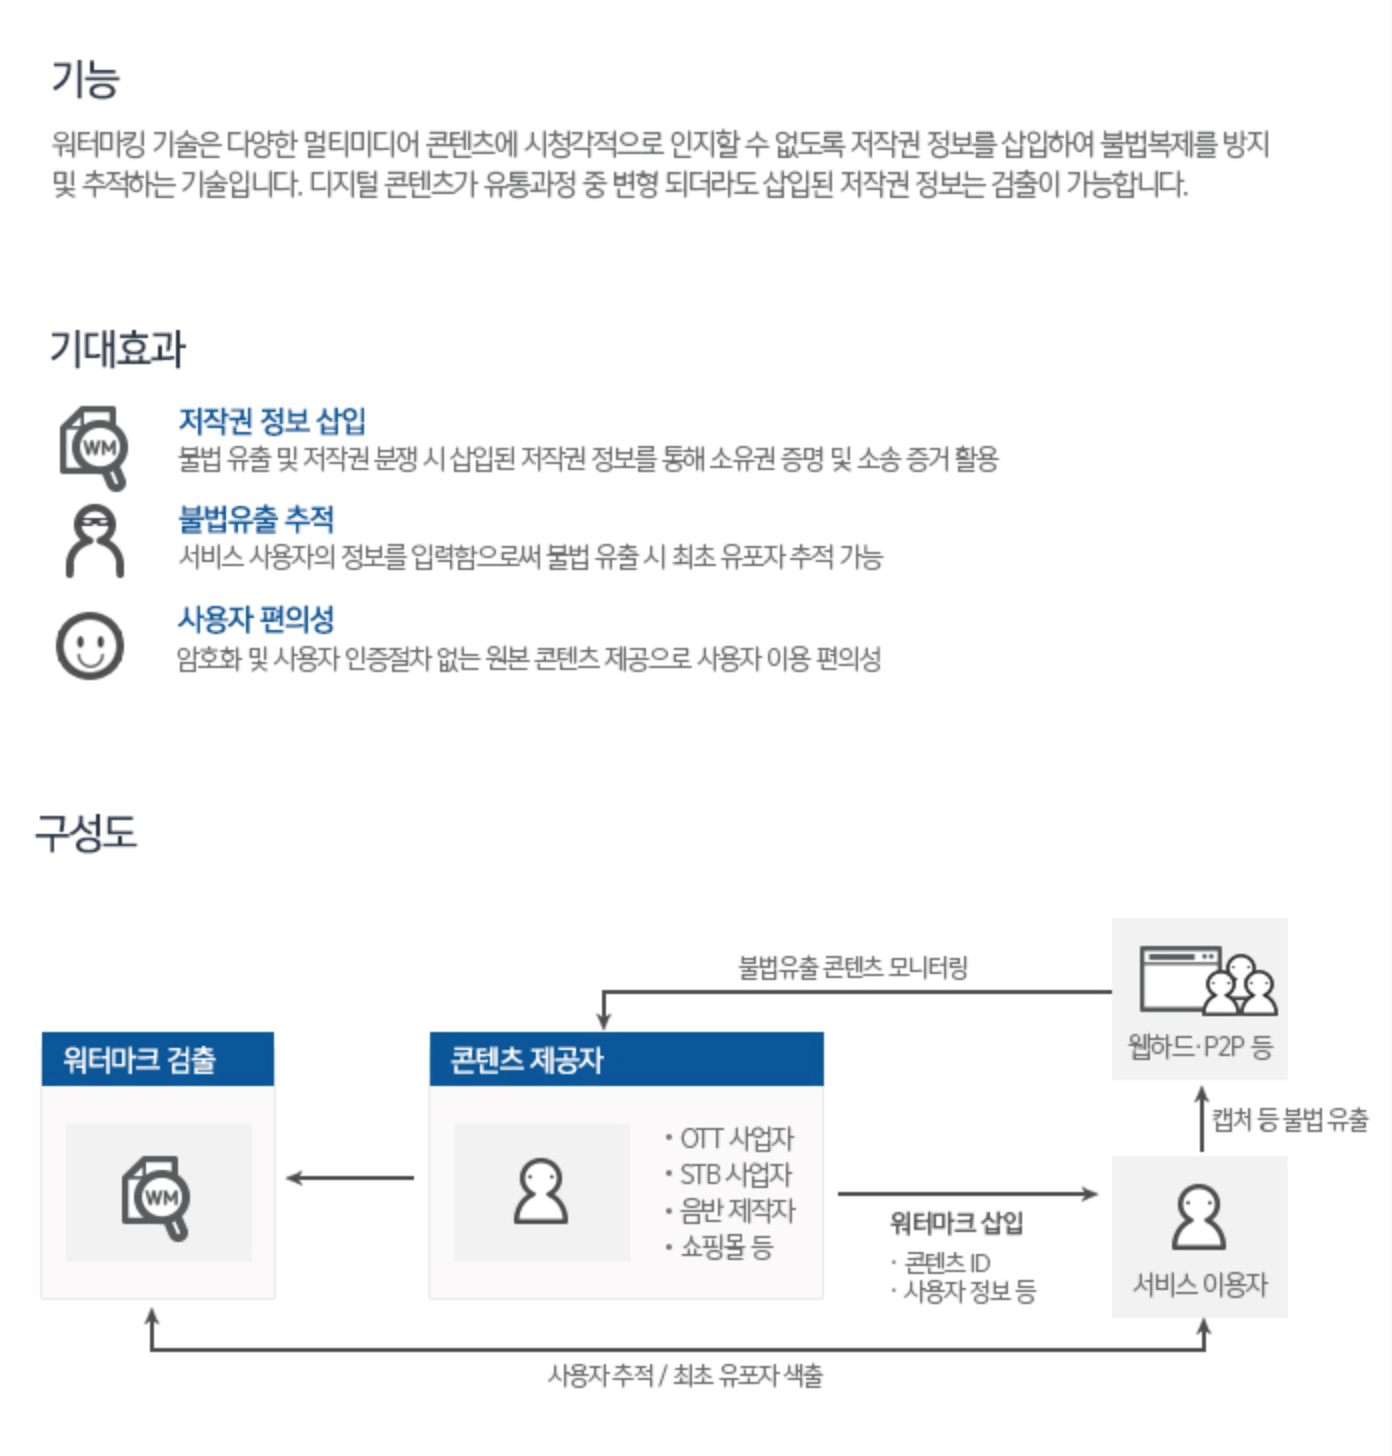 기능
워터마킹 기술은 다양한 멀티미디어 콘텐츠에 시청각적으로 인지할 수 없도록 저작권 정보를 삽입하여 불법복제를 방지
및 추적하는 기술입니다. 디지털 콘텐츠가 유통과정 중 변형 되더라도 삽입된 저작권 정보는 검출이 가능합니다.
기대효과
WM
저작권 정보 삽입
불법 유출 및 저작권 분쟁 시 삽입된 저작권 정보를 통해 소유권 증명 및 소송 증거 활용
불법유출 추적
서비스 사용자의 정보를 입력함으로써 불법 유출 시 최초 유포자 추적 가능
사용자 편의성
암호화 및 사용자 인증절차 없는 원본 콘텐츠 제공으로 사용자 이용 편의성
구성도
불법유출 콘텐츠 모니터링
웹하드·P2P 등
캡처 등 불법 유출
워터마크 검출
WM
콘텐츠 제공자
• OTT 사업자
• STB 사업자
• 음반 제작자
• 쇼핑몰 등
워터마크 삽입
· 콘텐츠 ID
· 사용자 정보 등
서비스 이용자
사용자 추적 / 최초 유포자 색출